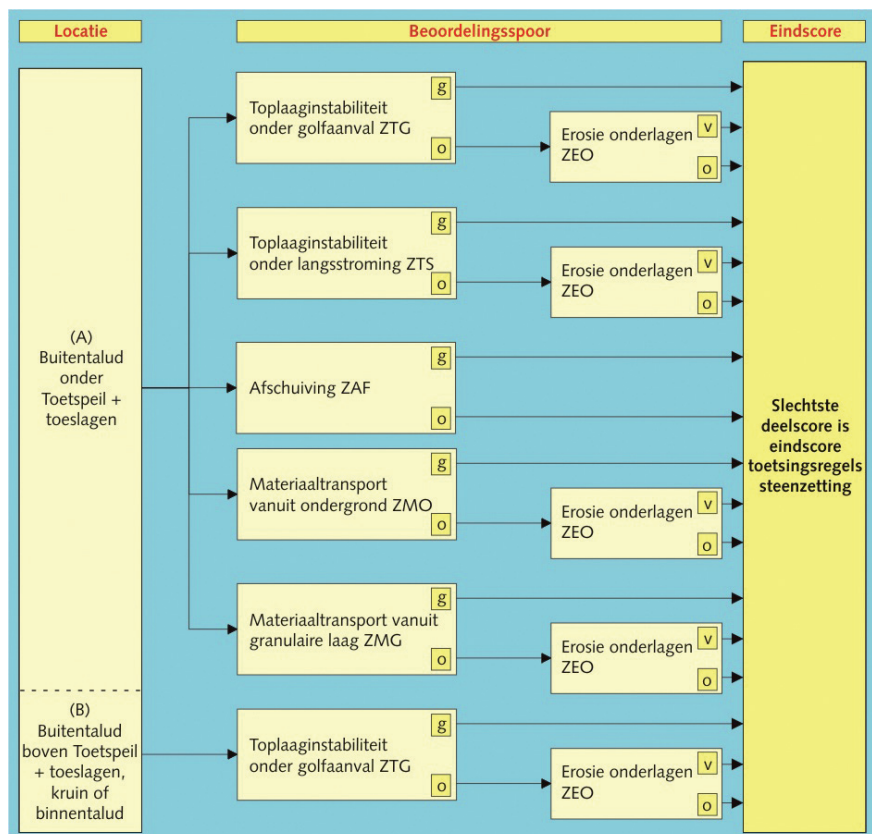 Locatie
Beoordelingsspoor
Eindscore
(A)
Buitentalud
onder
Toetspeil +
toeslagen
(B)
Buitentalud
boven Toetspeil
+ toeslagen,
kruin of
binnentalud
Toplaaginstabiliteit
onder golfaanval ZTG
g
o
Erosie onderlagen
ZEO
v
o
Toplaaginstabiliteit
onder langsstroming ZTS
g
o
Erosie onderlagen
ZEO
v
o
Afschuiving ZAF
g
o
Materiaaltransport
vanuit ondergrond ZMO
g
o
Erosie onderlagen
ZEO
v
o
Materiaaltransport vanuit
granulaire laag ZMG
g
o
Erosie onderlagen
ZEO
v
o
Toplaaginstabiliteit
onder golfaanval ZTG
g
o
Erosie onderlagen
ZEO
v
o
Slechtste
deelscore is
eindscore
toetsingsregels
steenzetting